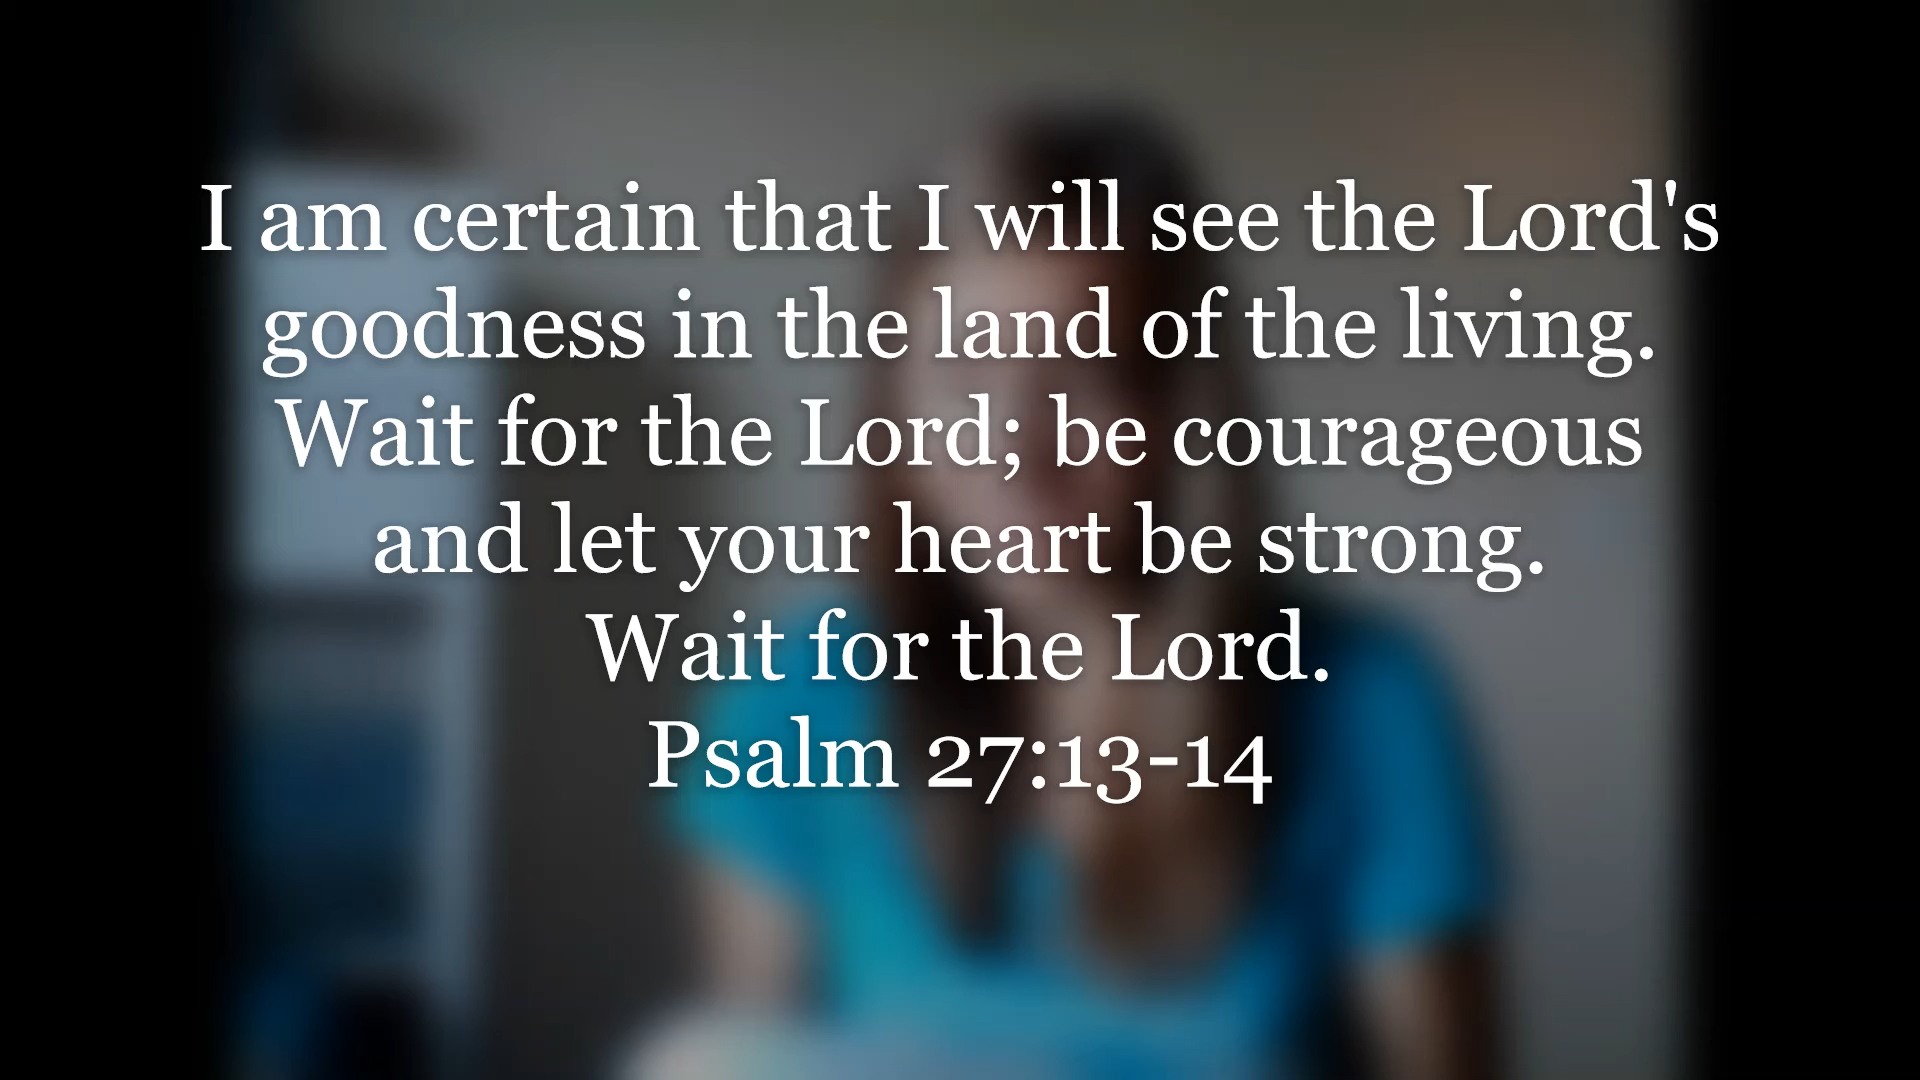 I am certain that I will see the Lord's
goodness in the land of the living.
Wait for the Lord; be courageous
and let your heart be strong.
Wait for the Lord.
Psalm 27:13-14